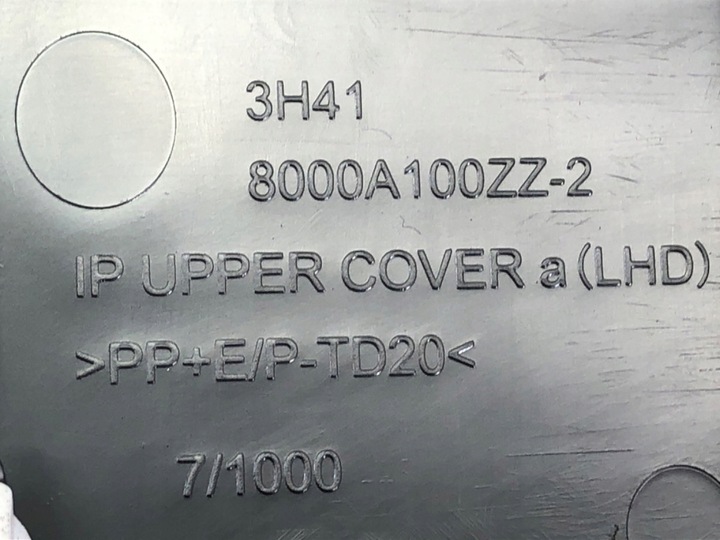 3H41
8000A100ZZ-2
IP UPPER COVER a (LHD)
>PP+E/P-TD20<
7/1000